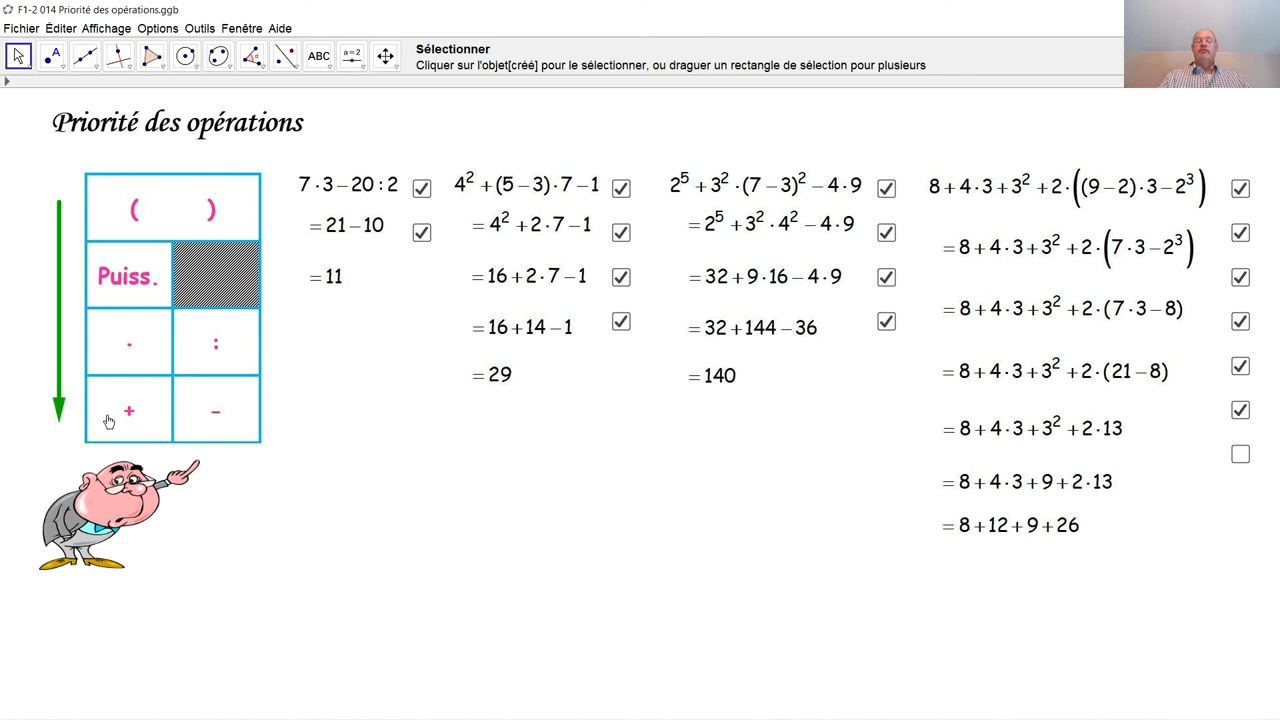 F1-2 014 Priorité des opérations.ggb
Fichier Éditer Affichage Options Outils Fenêtre Aide
A
ABC
a=2
Sélectionner
Cliquer sur l'objet[créé] pour le sélectionner, ou draguer un rectangle de sélection pour plusieurs
Priorité des opérations
( )
Puiss.
· :
+ −
7·3−20:2
=21−10
=11
4²+(5−3)·7−1
=4²+2·7−1
=16+2·7−1
=16+14−1
=29
2⁵+3²·(7−3)²−4·9
=2⁵+3²·4²−4·9
=32+9·16−4·9
=32+144−36
=140
8+4·3+3²+2·((9−2)·3−2³)
=8+4·3+3²+2·(7·3−2³)
=8+4·3+3²+2·(7·3−8)
=8+4·3+3²+2·(21−8)
=8+4·3+3²+2·13
=8+4·3+9+2·13
=8+12+9+26